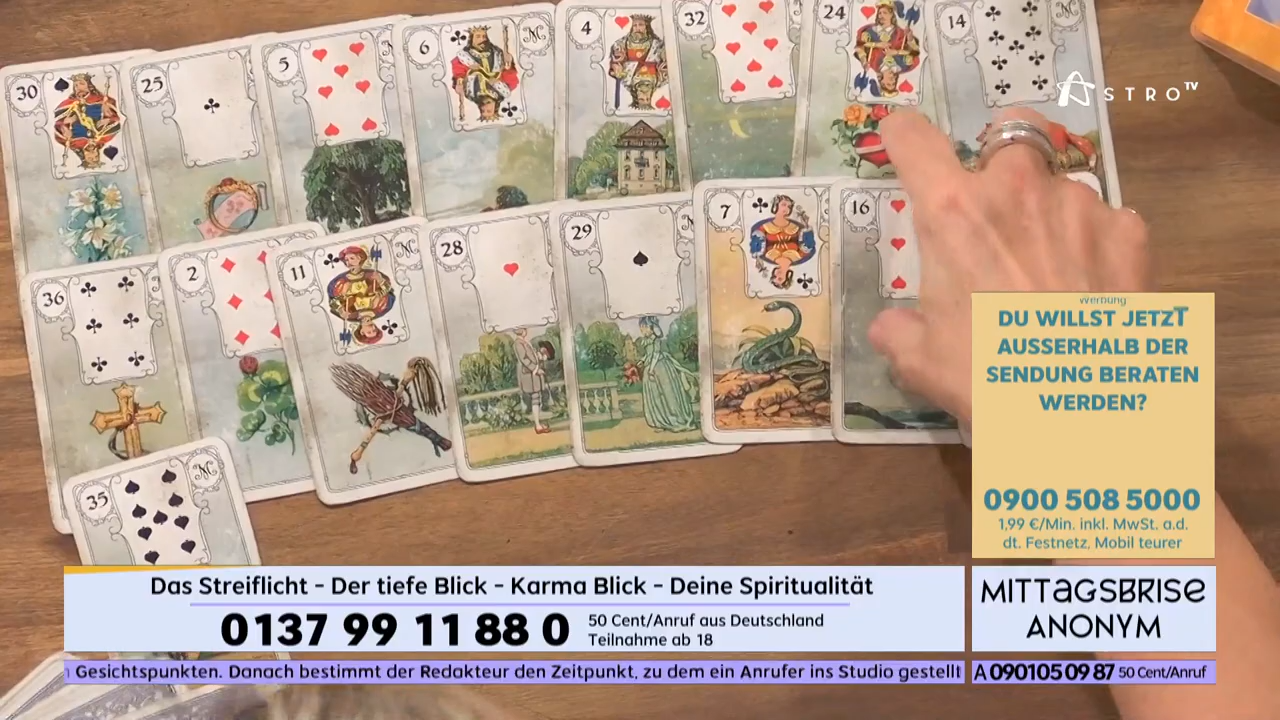 30
25
5
6
4
32
24
14
ASTRO TV
36
2
11
28
29
7
16
35
Werbung
DU WILLST JETZT
AUSSERHALB DER
SENDUNG BERATEN
WERDEN?
0900 508 5000
1,99 €/Min. inkl. MwSt. a.d.
dt. Festnetz, Mobil teurer
Das Streiflicht - Der tiefe Blick - Karma Blick - Deine Spiritualität
0137 99 11 88 0
50 Cent/Anruf aus Deutschland
Teilnahme ab 18
MITTAGSBRISE
ANONYM
Gesichtspunkten. Danach bestimmt der Redakteur den Zeitpunkt, zu dem ein Anrufer ins Studio gestellt
A 090105 09 87 50 Cent/Anruf